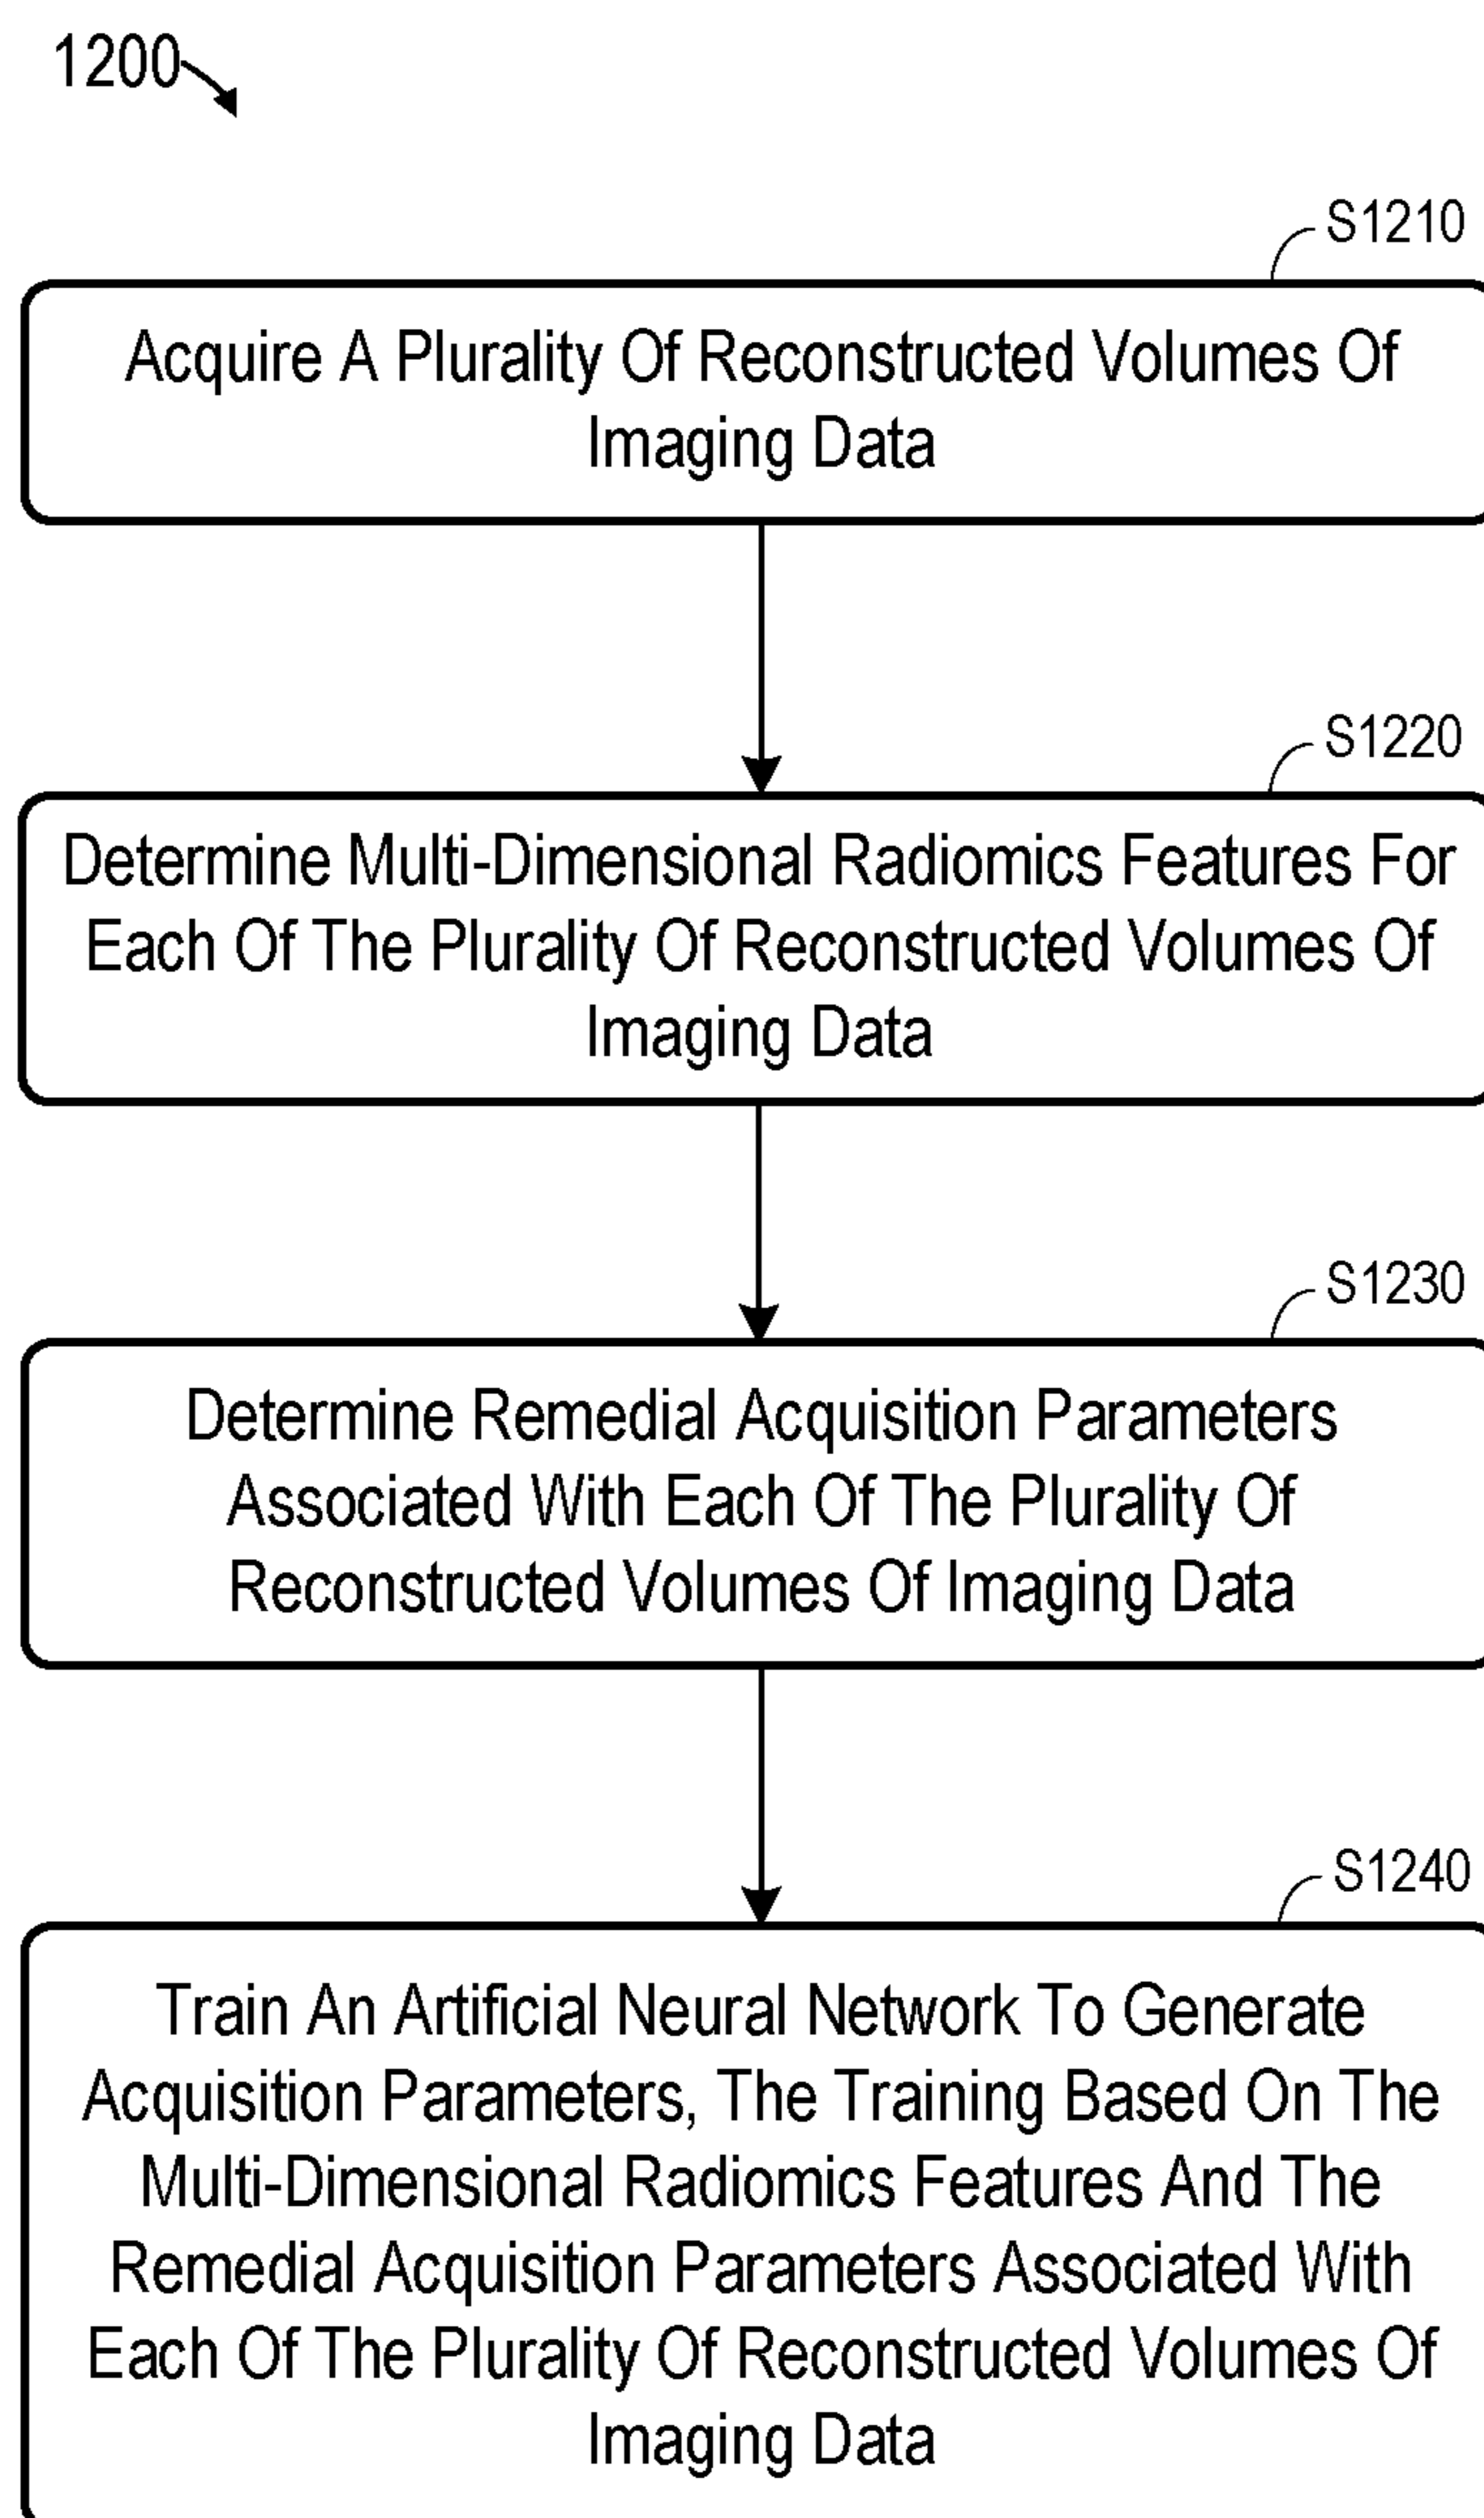 1200
S1210
Acquire A Plurality Of Reconstructed Volumes Of
Imaging Data
S1220
Determine Multi-Dimensional Radiomics Features For
Each Of The Plurality Of Reconstructed Volumes Of
Imaging Data
S1230
Determine Remedial Acquisition Parameters
Associated With Each Of The Plurality Of
Reconstructed Volumes Of Imaging Data
S1240
Train An Artificial Neural Network To Generate
Acquisition Parameters, The Training Based On The
Multi-Dimensional Radiomics Features And The
Remedial Acquisition Parameters Associated With
Each Of The Plurality Of Reconstructed Volumes Of
Imaging Data